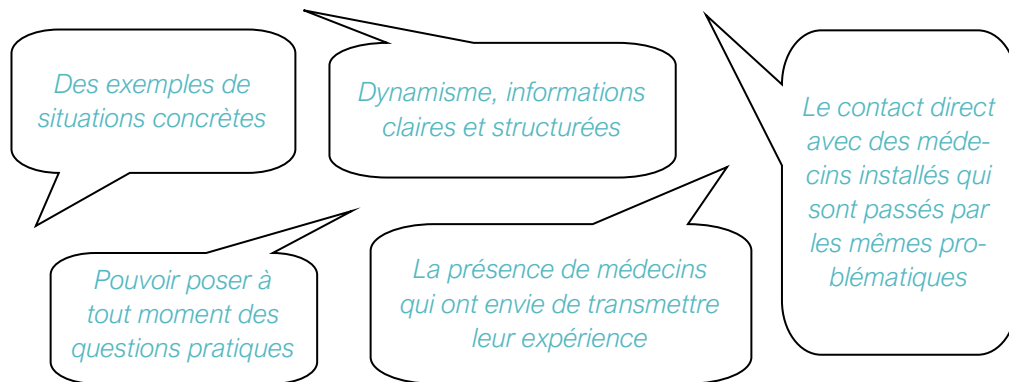 Des exemples de
situations concrètes
Dynamisme, informations
claires et structurées
Le contact direct
avec des méde-
cins installés qui
sont passés par
les mêmes pro-
blématiques
Pouvoir poser à
tout moment des
questions pratiques
La présence de médecins
qui ont envie de transmettre
leur expérience